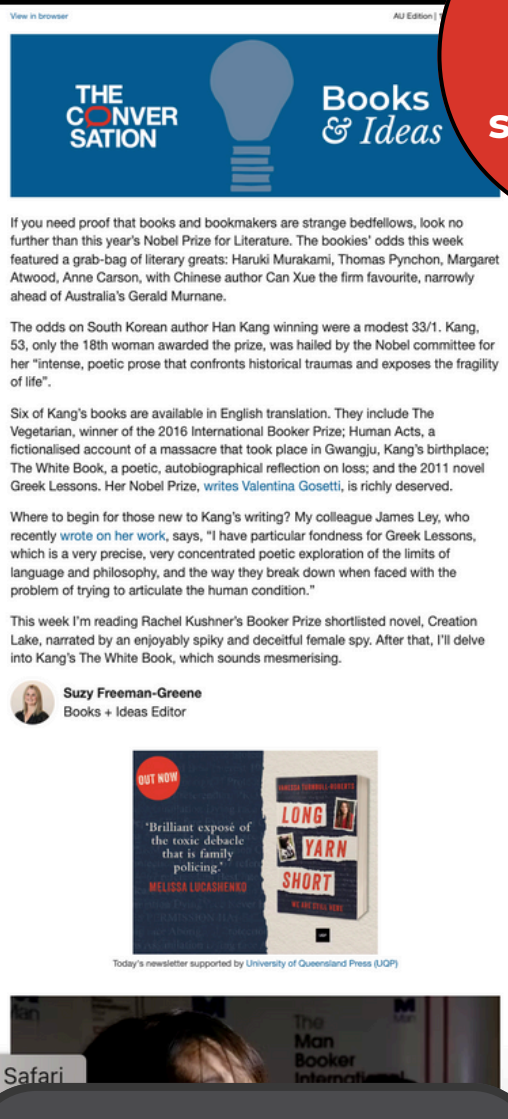 View in browser
AU Edition |
THE
CONVER
SATION
Books
& Ideas
s
If you need proof that books and bookmakers are strange bedfellows, look no
further than this year's Nobel Prize for Literature. The bookies' odds this week
featured a grab-bag of literary greats: Haruki Murakami, Thomas Pynchon, Margaret
Atwood, Anne Carson, with Chinese author Can Xue the firm favourite, narrowly
ahead of Australia's Gerald Murnane.
The odds on South Korean author Han Kang winning were a modest 33/1. Kang,
53, only the 18th woman awarded the prize, was hailed by the Nobel committee for
her "intense, poetic prose that confronts historical traumas and exposes the fragility
of life".
Six of Kang's books are available in English translation. They include The
Vegetarian, winner of the 2016 International Booker Prize; Human Acts, a
fictionalised account of a massacre that took place in Gwangju, Kang's birthplace;
The White Book, a poetic, autobiographical reflection on loss; and the 2011 novel
Greek Lessons. Her Nobel Prize, writes Valentina Gosetti, is richly deserved.
Where to begin for those new to Kang's writing? My colleague James Ley, who
recently wrote on her work, says, "I have particular fondness for Greek Lessons,
which is a very precise, very concentrated poetic exploration of the limits of
language and philosophy, and the way they break down when faced with the
problem of trying to articulate the human condition."
This week I'm reading Rachel Kushner's Booker Prize shortlisted novel, Creation
Lake, narrated by an enjoyably spiky and deceitful female spy. After that, I'll delve
into Kang's The White Book, which sounds mesmerising.
Suzy Freeman-Greene
Books + Ideas Editor
OUT NOW
'Brilliant exposé of
the toxic debacle
that is family
policing.'
MELISSA LUCASHENKO
VANESSA TURNBULL-ROBERTS
LONG
YARN
SHORT
WE ARE STILL HERE
UQP
Today's newsletter supported by University of Queensland Press (UQP)
Man
The
Man
Booker
International
Man
Safari